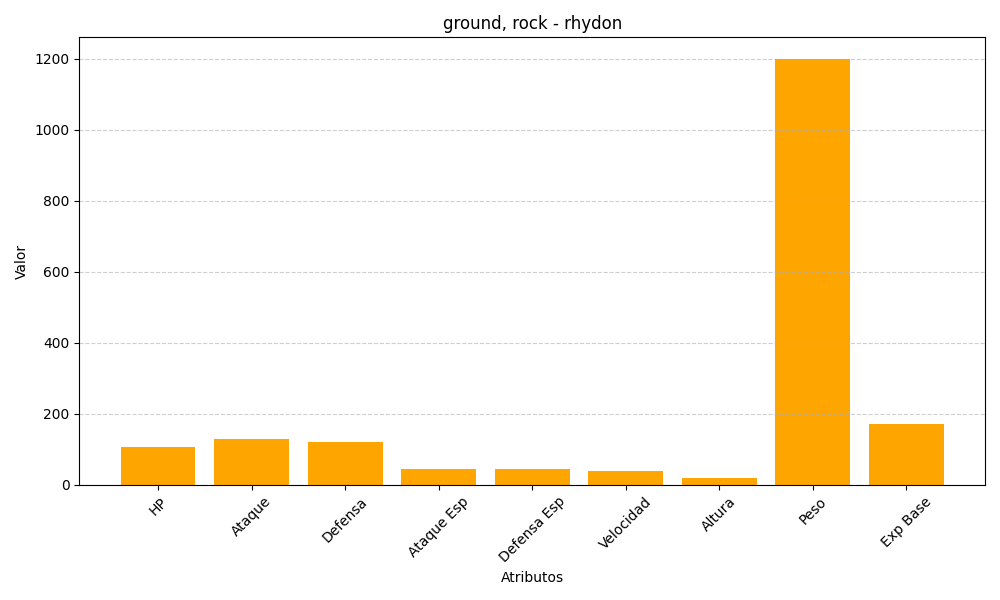 ground, rock - rhydon
Valor
1200
1000
800
600
400
200
0
HP
Ataque
Defensa
Ataque Esp
Defensa Esp
Velocidad
Altura
Peso
Exp Base
Atributos